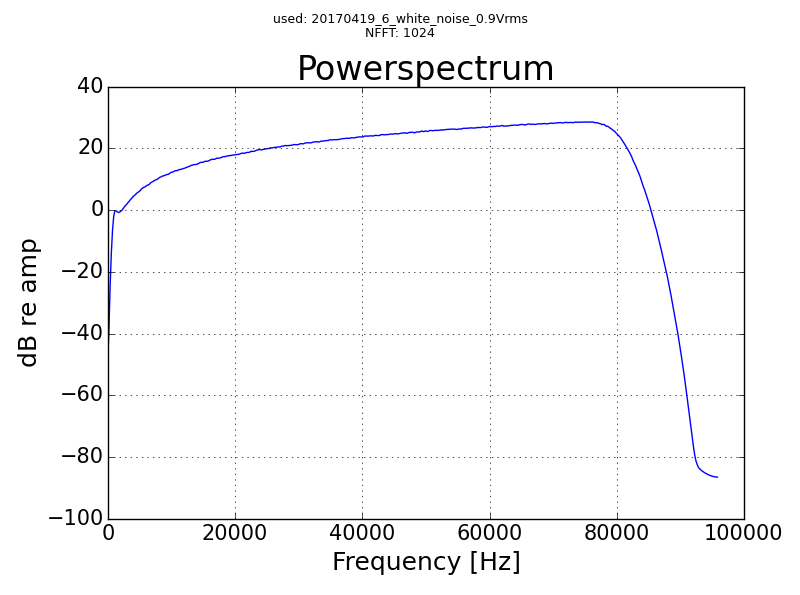 used: 20170419_6_white_noise_0.9Vrms
NFFT: 1024
Powerspectrum
40
20
0
−20
−40
−60
−80
−100
dB re amp
0 20000 40000 60000 80000 100000
Frequency [Hz]